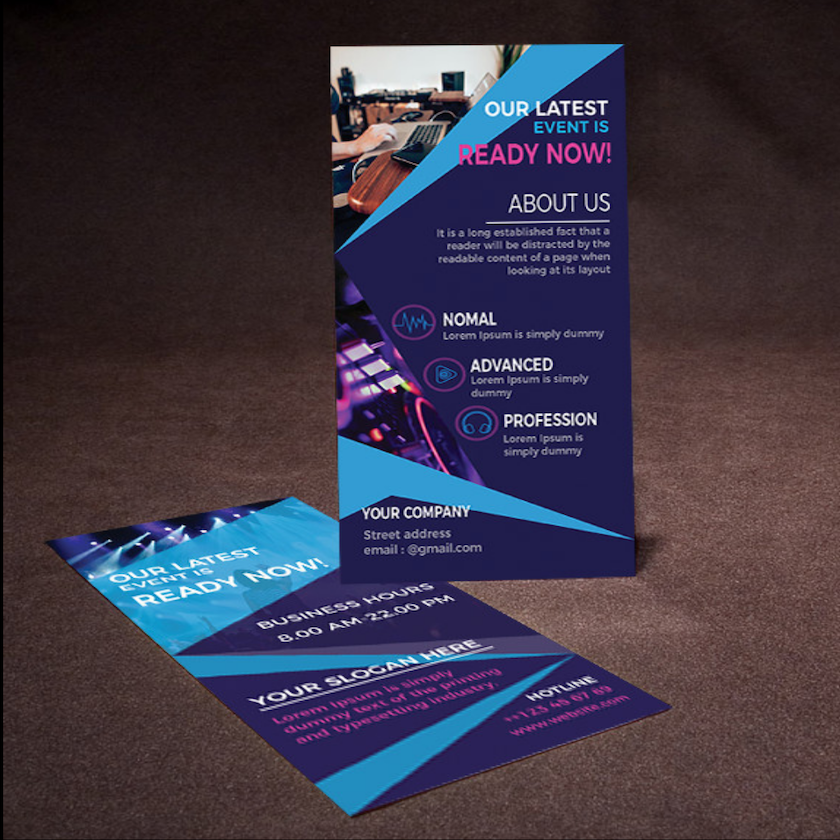 OUR LATEST
EVENT IS
READY NOW!
ABOUT US
It is a long established fact that a
reader will be distracted by the
readable content of a page when
looking at its layout
NOMAL
Lorem Ipsum is simply dummy
ADVANCED
Lorem Ipsum is simply
dummy
PROFESSION
Lorem Ipsum is
simply dummy
YOUR COMPANY
Street address
email : @gmail.com
OUR LATEST
EVENT IS
READY NOW!
BUSINESS HOURS
8.00 AM-22.00 PM
YOUR SLOGAN HERE
Lorem Ipsum is simply
dummy text of the printing
and typesetting industry.
HOTLINE
++123 45 67 89
www.website.com